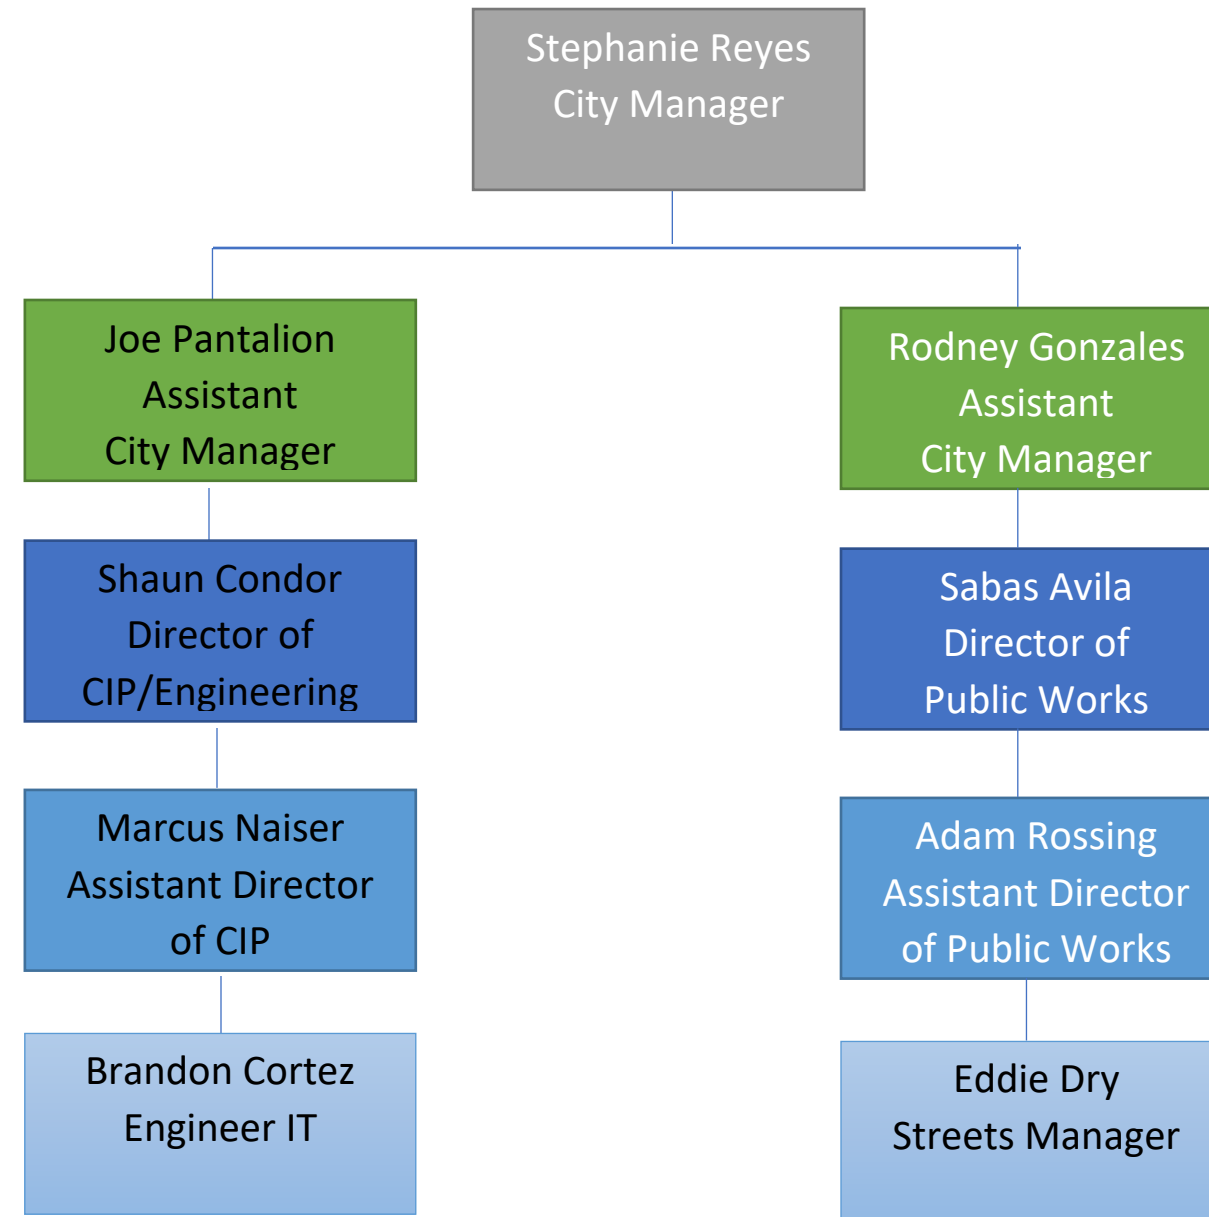 Stephanie Reyes
City Manager
Joe Pantalion
Assistant
City Manager
Rodney Gonzales
Assistant
City Manager
Shaun Condor
Director of
CIP/Engineering
Sabas Avila
Director of
Public Works
Marcus Naiser
Assistant Director
of CIP
Adam Rossing
Assistant Director
of Public Works
Brandon Cortez
Engineer IT
Eddie Dry
Streets Manager